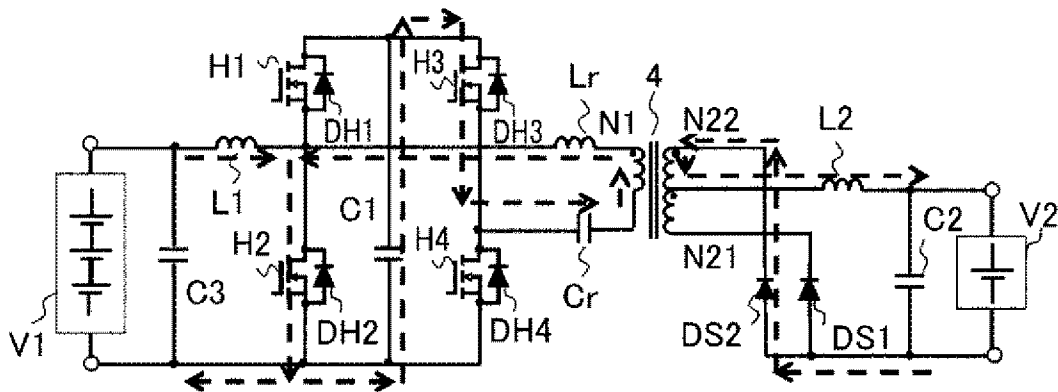 H1
H3
Lr
4
DH1
DH3
N1
N22
L2
L1
C1
V2
H2
H4
C2
C3
N21
V1
DH2
Cr
DH4
DS2
DS1